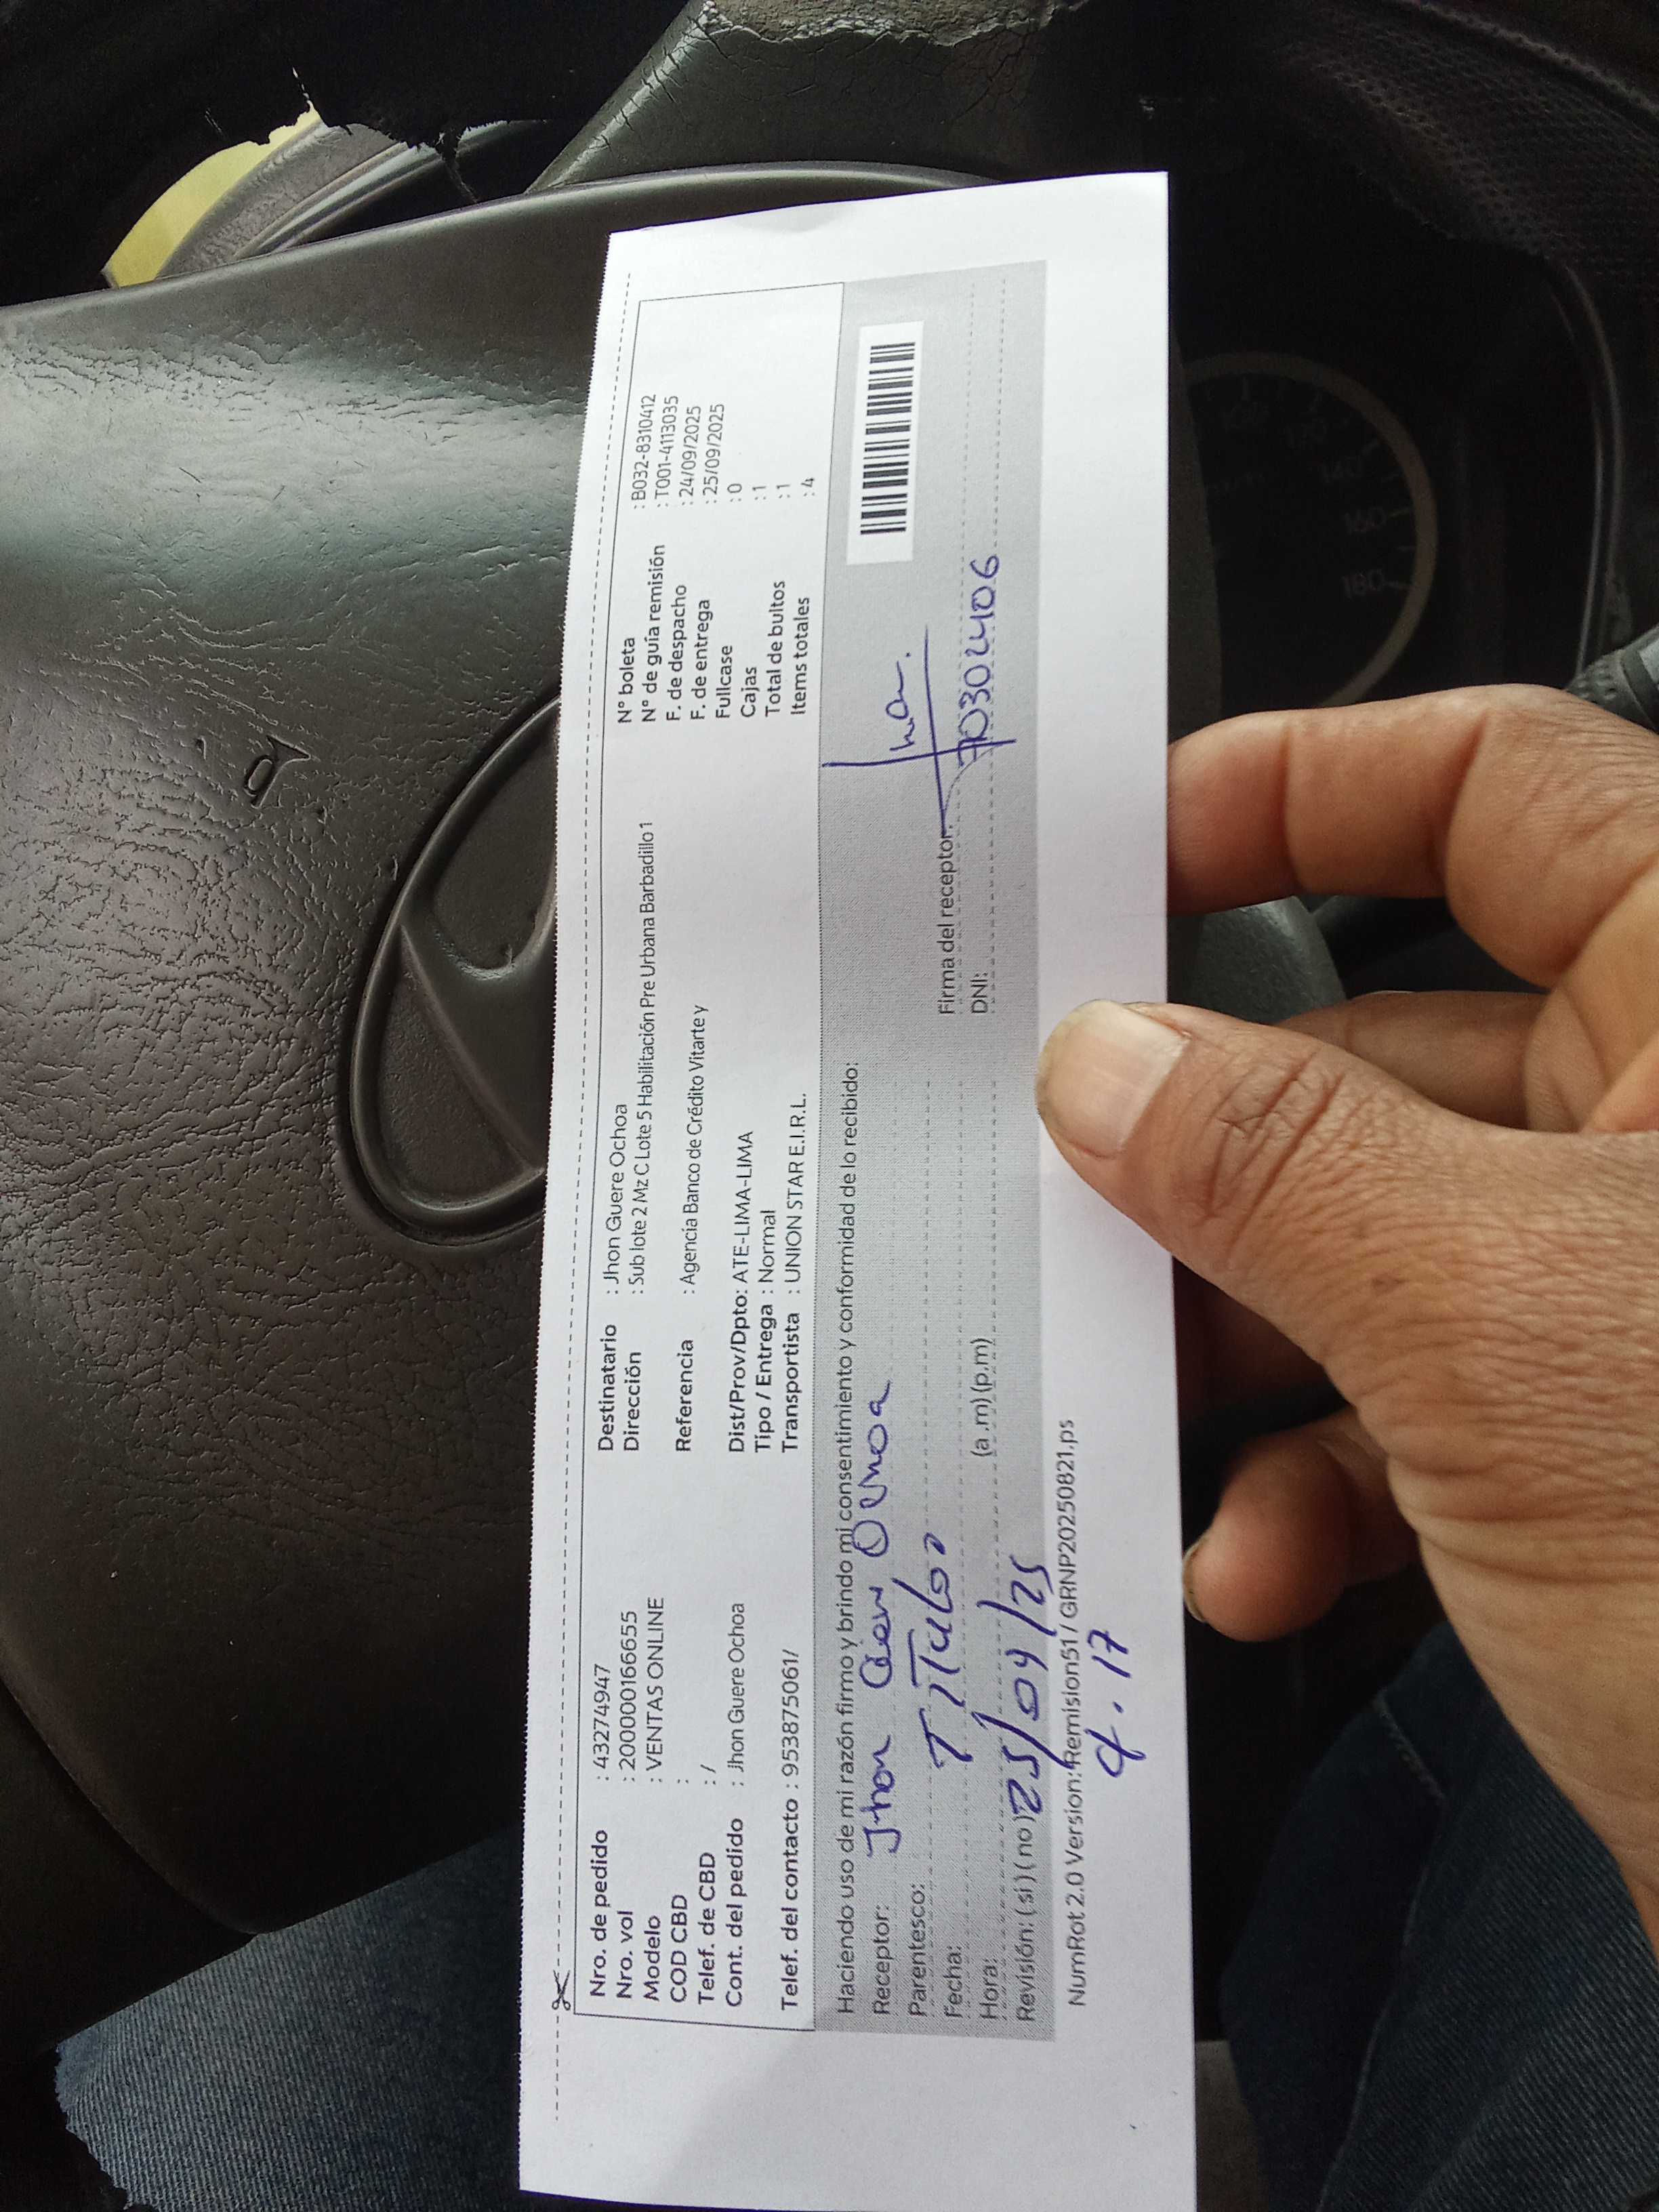 Nro. de pedido : 43274947
Nro. vol : 2000000166655
Modelo : VENTAS ONLINE
COD CBD :
Telef. de CBD : /
Cont. del pedido : Jhon Guere Ochoa
Telef. del contacto : 953875061/
Destinatario : Jhon Guere Ochoa
Dirección : Sub lote 2 Mz C Lote 5 Habilitación Pre Urbana Barbadillo 1
Referencia : Agencia Banco de Crédito Vitarte y
Dist/Prov/Dpto: ATE-LIMA-LIMA
Tipo / Entrega : Normal
Transportista : UNION STAR E.I.R.L.
N° boleta : B032-8310412
N° de guía remisión : T001-4113035
F. de despacho : 24/09/2025
F. de entrega : 25/09/2025
Fullcase : 0
Cajas : 1
Total de bultos : 1
Items totales : 4
Haciendo uso de mi razón firmo y brindo mi consentimiento y conformidad de lo recibido:
Receptor: Jhon
Parentesco: TiTular
Fecha: 25/09/25
Hora: (a.m)(p.m)
Revisión: (si)(no)
Firma del receptor:
DNI: 70302406
NumRot 2.0 Version: Remision51 / GRNP20250821.ps
4.17
140
160
180